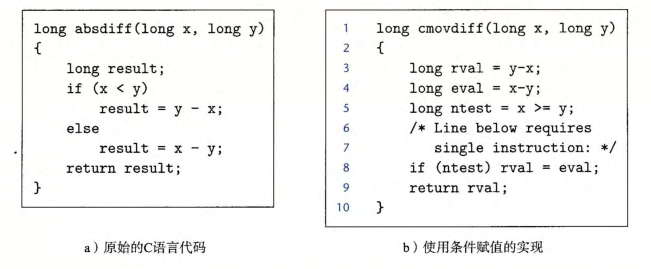 long absdiff(long x, long y)
{
    long result;
    if (x < y)
        result = y - x;
    else
        result = x - y;
    return result;
}
a）原始的C语言代码
1 long cmovdiff(long x, long y)
2 {
3     long rval = y-x;
4     long eval = x-y;
5     long ntest = x >= y;
6     /* Line below requires
7        single instruction: */
8     if (ntest) rval = eval;
9     return rval;
10 }
b）使用条件赋值的实现